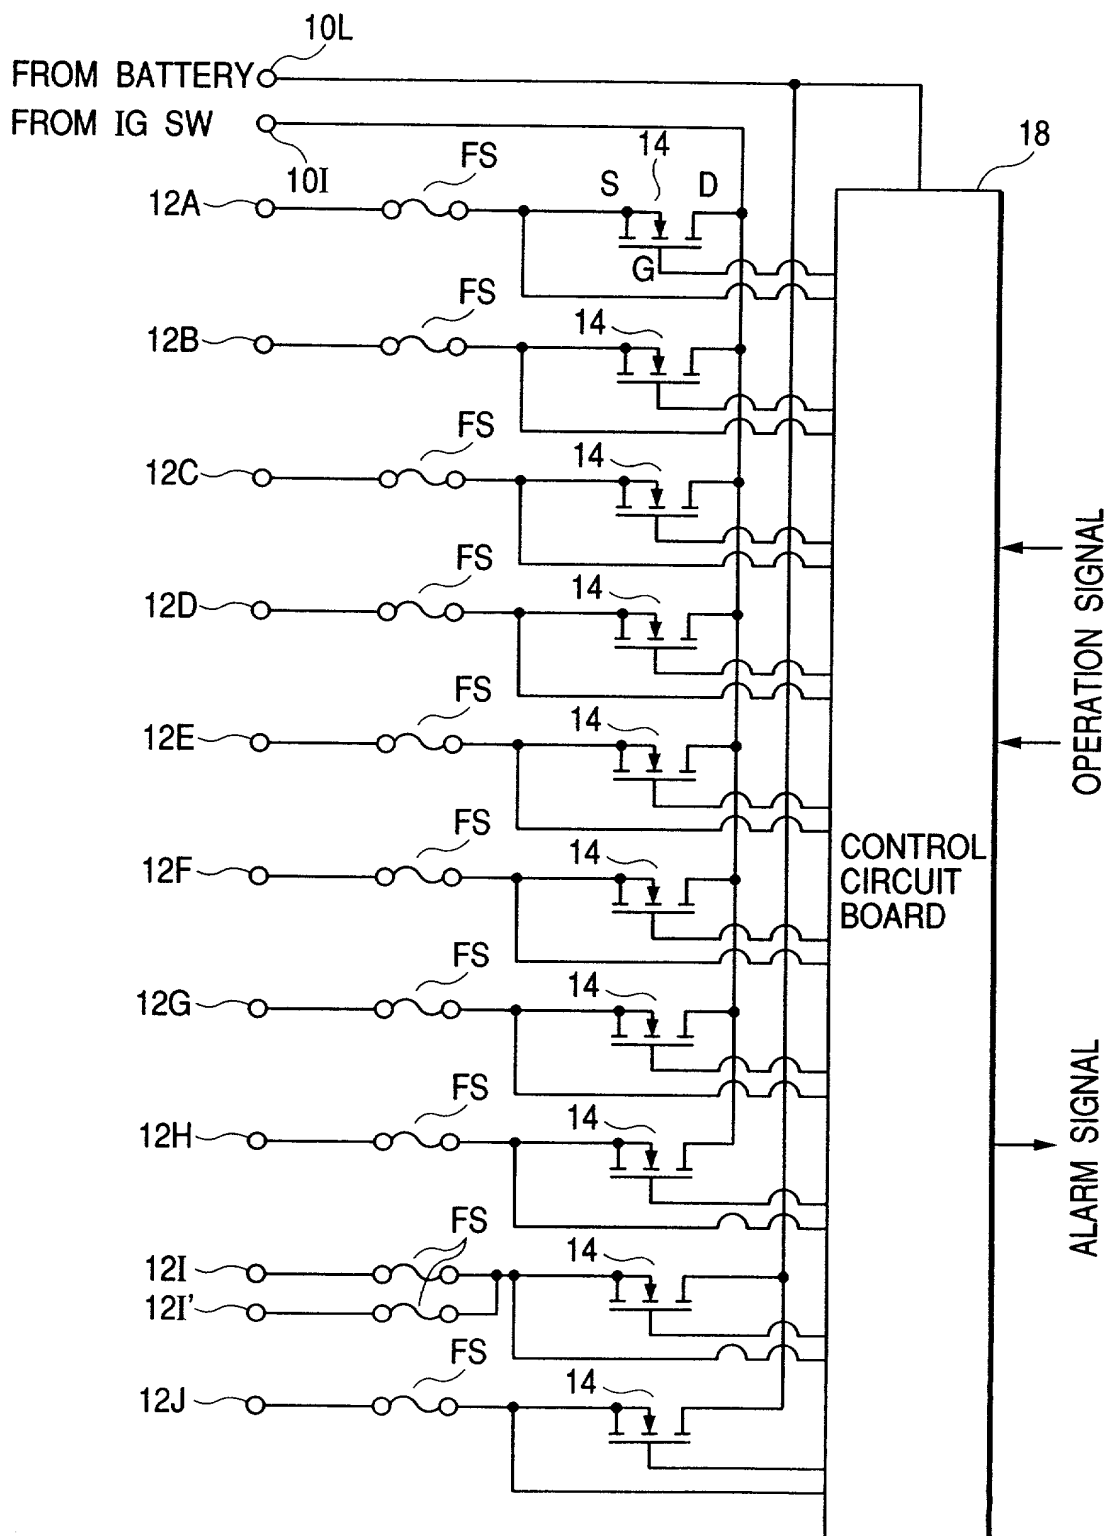 10L
FROM BATTERY
FROM IG SW
10I
14
18
FS
S
D
12A
G
FS
14
12B
FS
14
12C
FS
14
12D
OPERATION SIGNAL
FS
14
12E
FS
14
12F
CONTROL
CIRCUIT
BOARD
FS
14
12G
FS
14
12H
ALARM SIGNAL
FS
14
12I
12I'
FS
14
12J